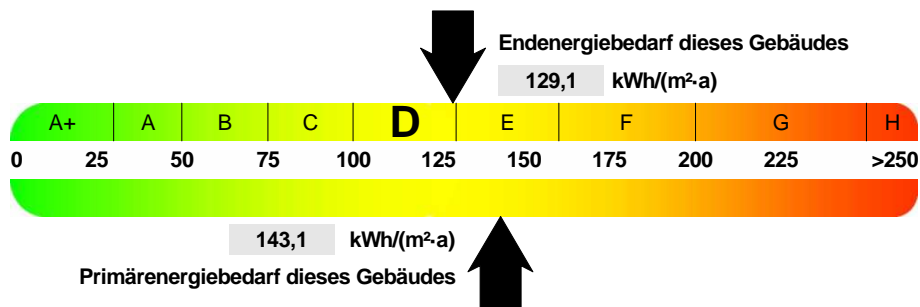 Endenergiebedarf dieses Gebäudes
129,1 kWh/(m²·a)
A+ A B C D E F G H
0 25 50 75 100 125 150 175 200 225 >250
143,1 kWh/(m²·a)
Primärenergiebedarf dieses Gebäudes